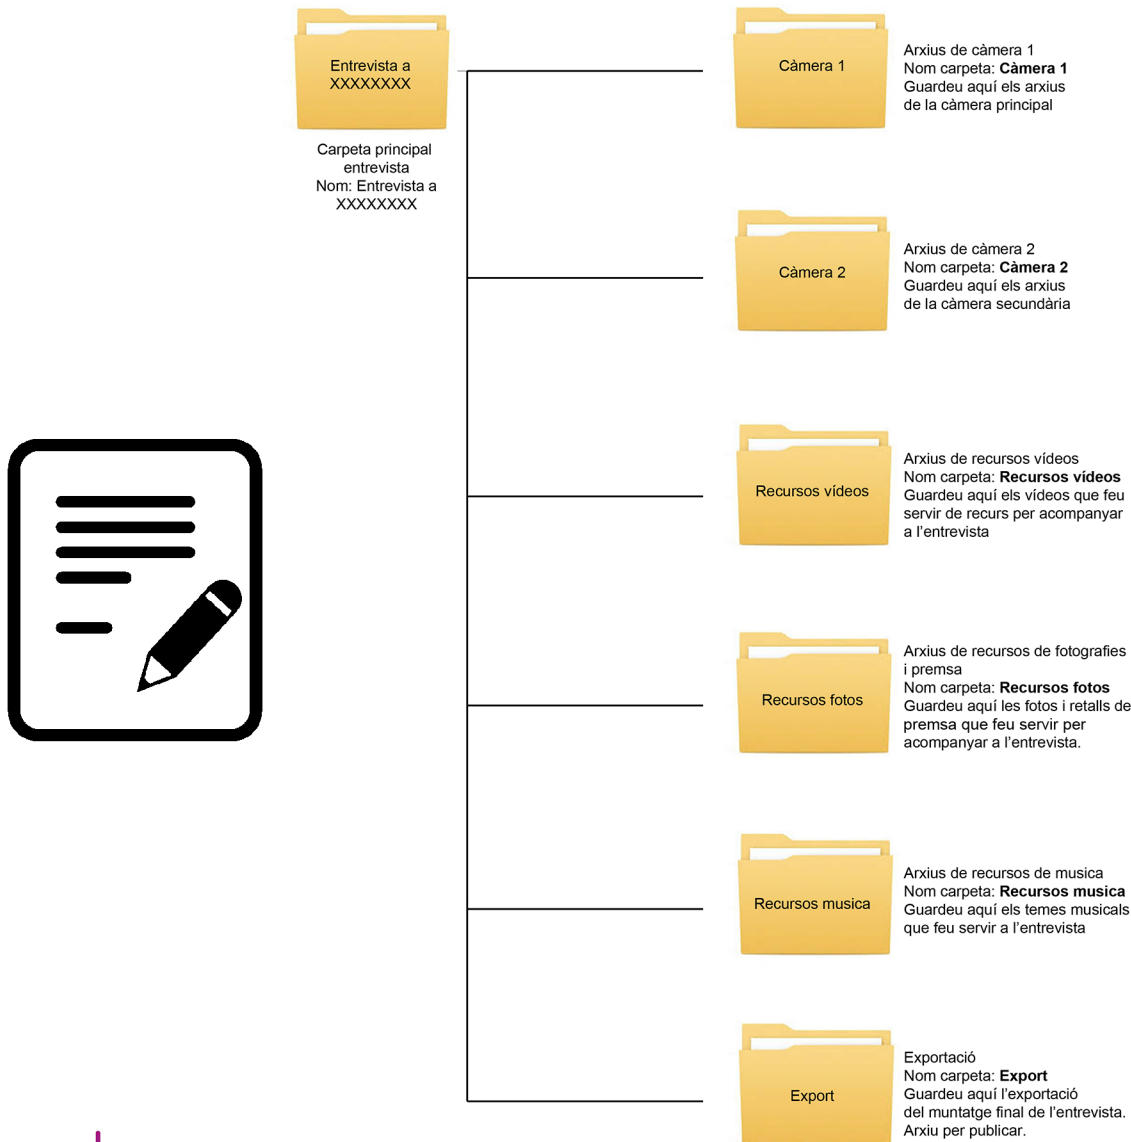 Entrevista a
XXXXXXXX
Carpeta principal
entrevista
Nom: Entrevista a
XXXXXXXX
Càmera 1
Arxius de càmera 1
Nom carpeta: Càmera 1
Guardeu aquí els arxius
de la càmera principal
Càmera 2
Arxius de càmera 2
Nom carpeta: Càmera 2
Guardeu aquí els arxius
de la càmera secundària
Recursos vídeos
Arxius de recursos vídeos
Nom carpeta: Recursos vídeos
Guardeu aquí els vídeos que feu
servir de recurs per acompanyar
a l’entrevista
Recursos fotos
Arxius de recursos de fotografies
i premsa
Nom carpeta: Recursos fotos
Guardeu aquí les fotos i retalls de
premsa que feu servir per
acompanyar a l’entrevista.
Recursos musica
Arxius de recursos de musica
Nom carpeta: Recursos musica
Guardeu aquí els temes musicals
que feu servir a l’entrevista
Export
Exportació
Nom carpeta: Export
Guardeu aquí l’exportació
del muntatge final de l’entrevista.
Arxiu per publicar.